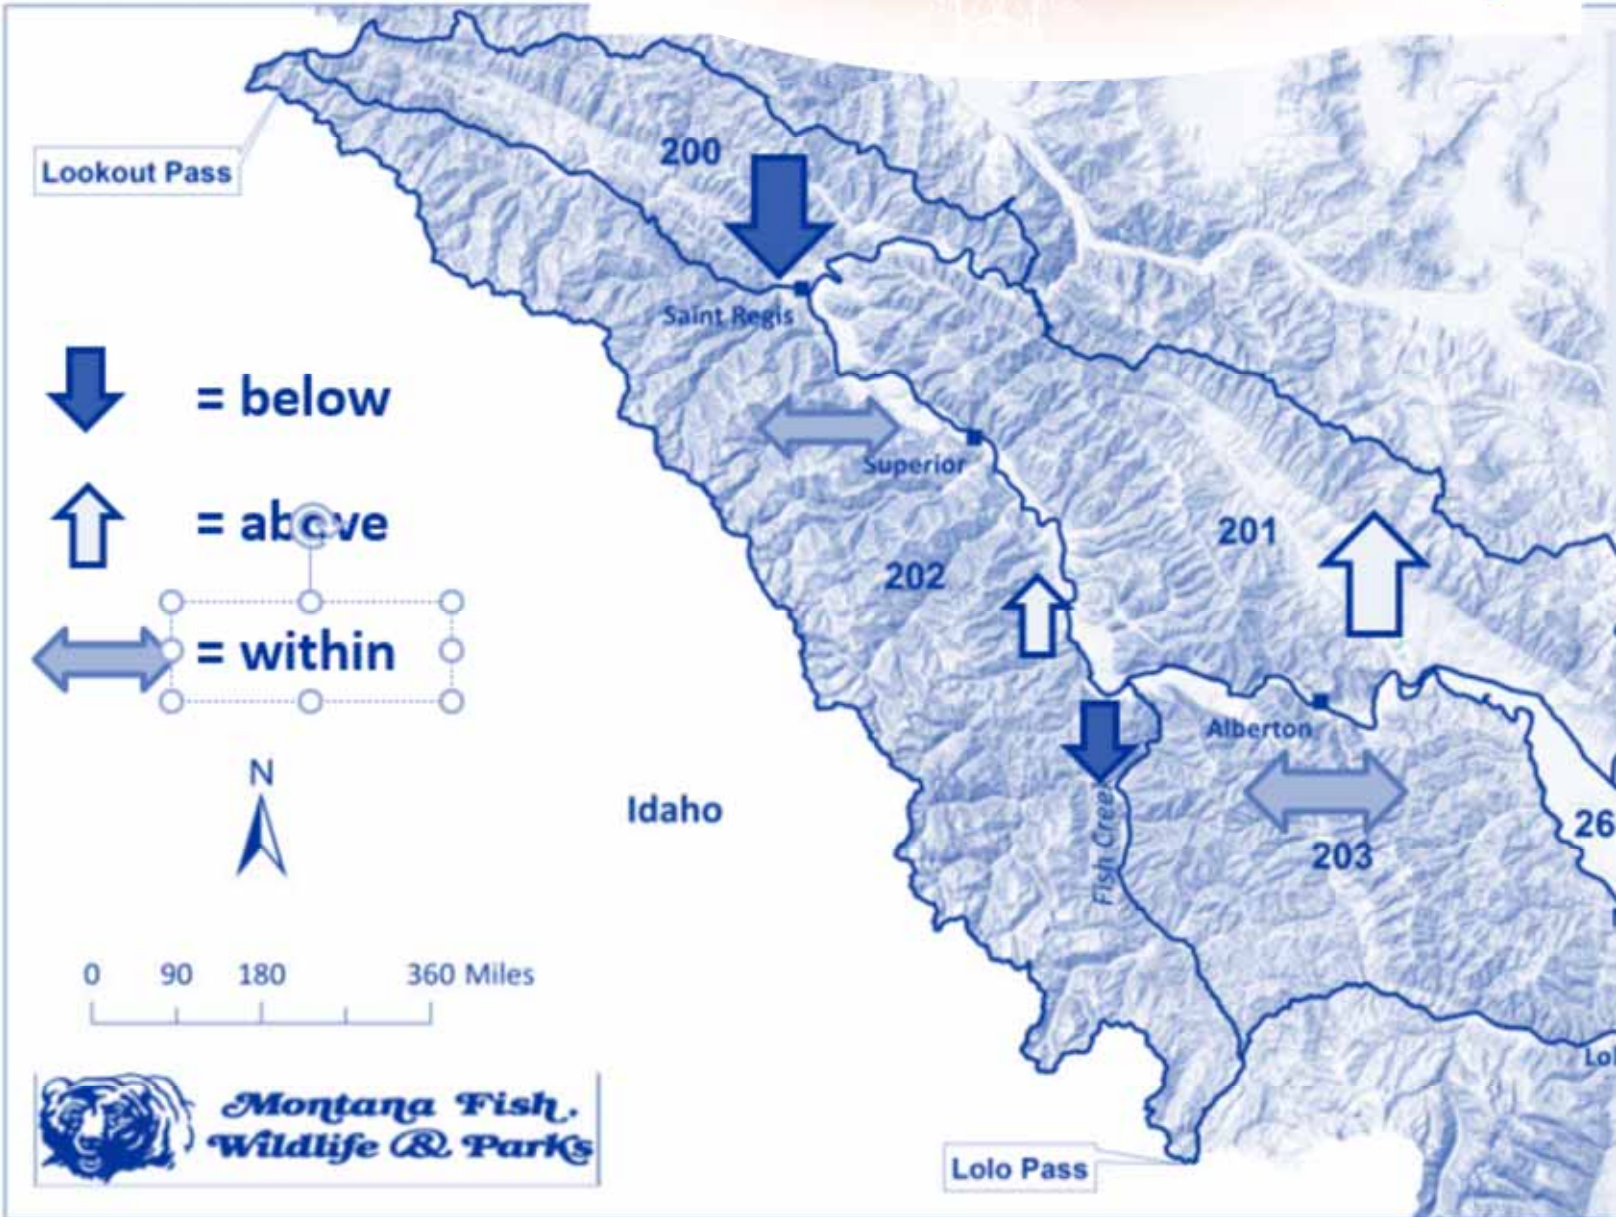 200
Lookout Pass
Saint Regis
= below
Superior
= above
201
202
= within
Alberton
N
Idaho
Fish Creek
203
26
0 90 180 360 Miles
Montana Fish,
Wildlife & Parks
Lolo Pass
Lol